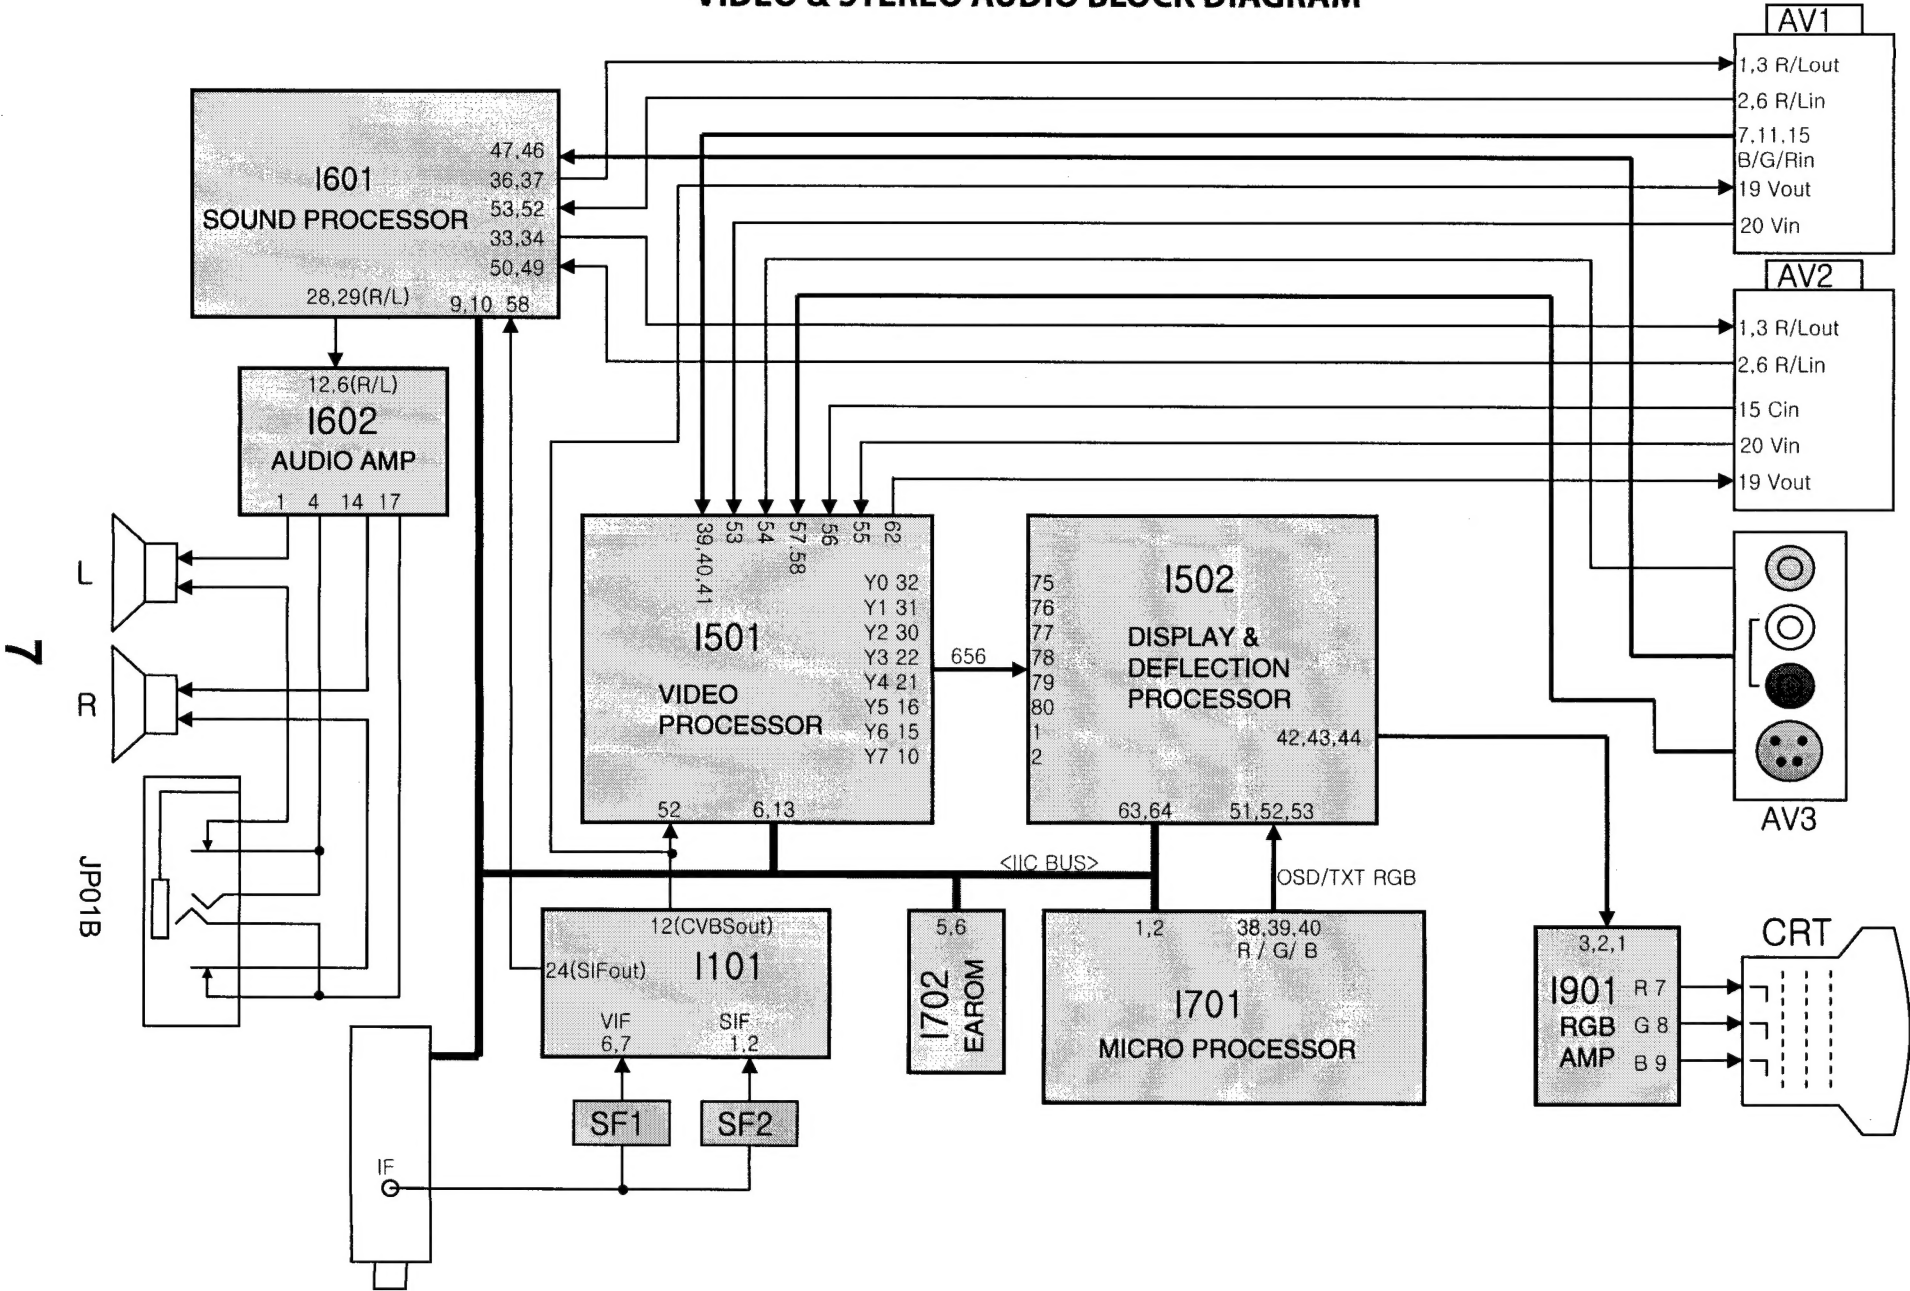 VIDEO & STEREO AUDIO BLOCK DIAGRAM
AV1
1,3 R/Lout
2,6 R/Lin
7,11,15
B/G/Rin
19 Vout
20 Vin
AV2
1,3 R/Lout
2,6 R/Lin
15 Cin
20 Vin
19 Vout
AV3
I601
SOUND PROCESSOR
47,46
36,37
53,52
33,34
50,49
28,29(R/L)
9,10
58
12,6(R/L)
I602
AUDIO AMP
1
4
14
17
L
R
JP01B
7
39,40,41
53
54
57.58
56
55
62
I501
VIDEO
PROCESSOR
Y0 32
Y1 31
Y2 30
Y3 22
Y4 21
Y5 16
Y6 15
Y7 10
52
6,13
656
75
76
77
78
79
80
1
2
I502
DISPLAY &
DEFLECTION
PROCESSOR
42,43,44
63,64
51,52,53
<IIC BUS>
OSD/TXT RGB
12(CVBSout)
I101
24(SIFout)
VIF
6,7
SIF
1,2
SF1
SF2
IF
5,6
I702
EAROM
1,2
38,39,40
R / G/ B
I701
MICRO PROCESSOR
3,2,1
I901
RGB
AMP
R 7
G 8
B 9
CRT